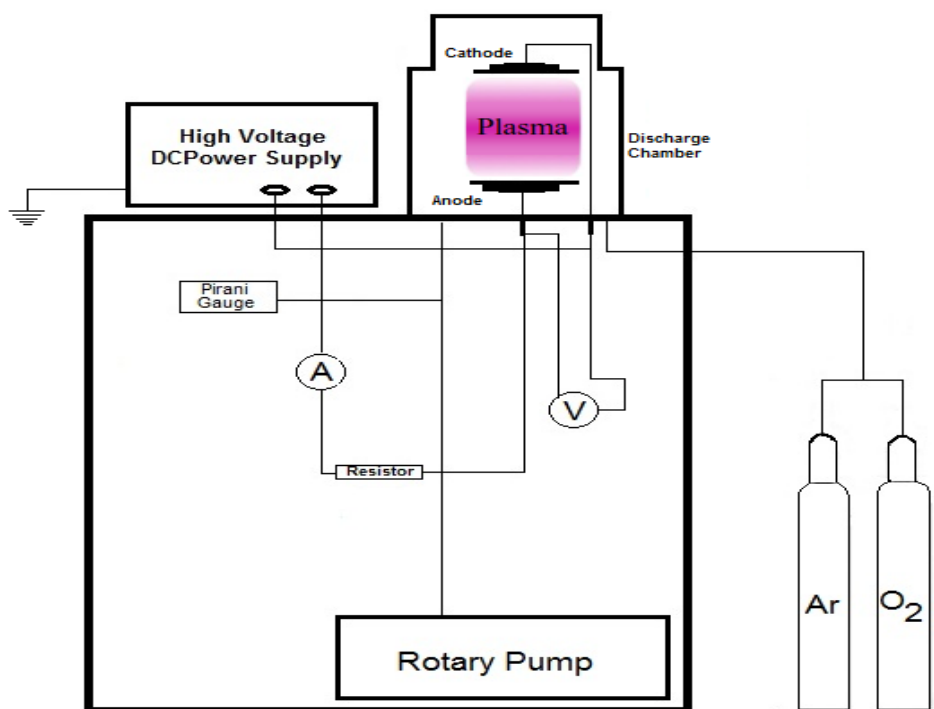 Cathode
High Voltage
DCPower Supply
Plasma
Discharge
Chamber
Anode
Pirani
Gauge
A
V
Resistor
Ar
O2
Rotary Pump